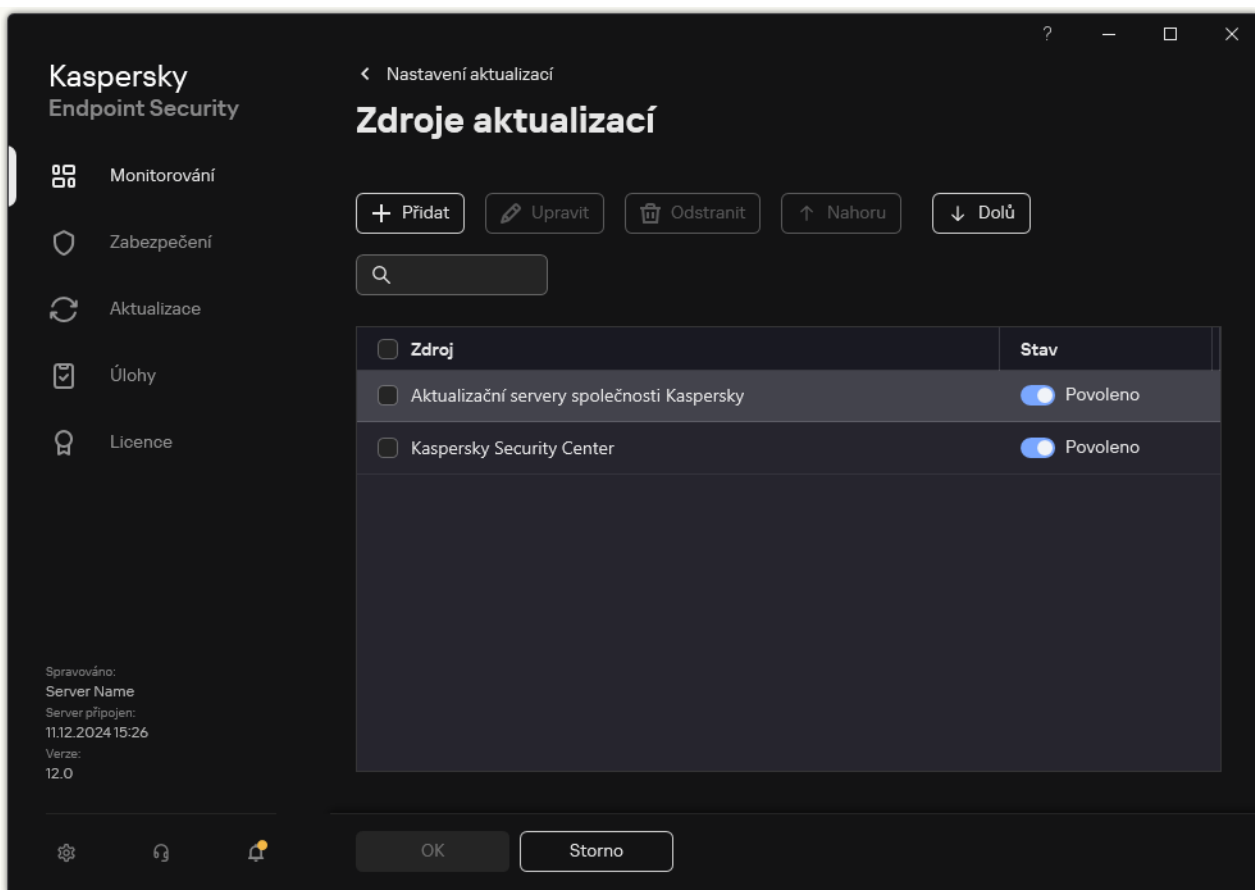 ?
Kaspersky
Endpoint Security
Monitorování
Zabezpečení
Aktualizace
Úlohy
Licence
Spravováno:
Server Name
Server připojen:
11.12.2024 15:26
Verze:
12.0
Nastavení aktualizací
Zdroje aktualizací
Přidat Upravit Odstranit Nahoru Dolů
Zdroj Stav
Aktualizační servery společnosti Kaspersky Povoleno
Kaspersky Security Center Povoleno
OK Storno